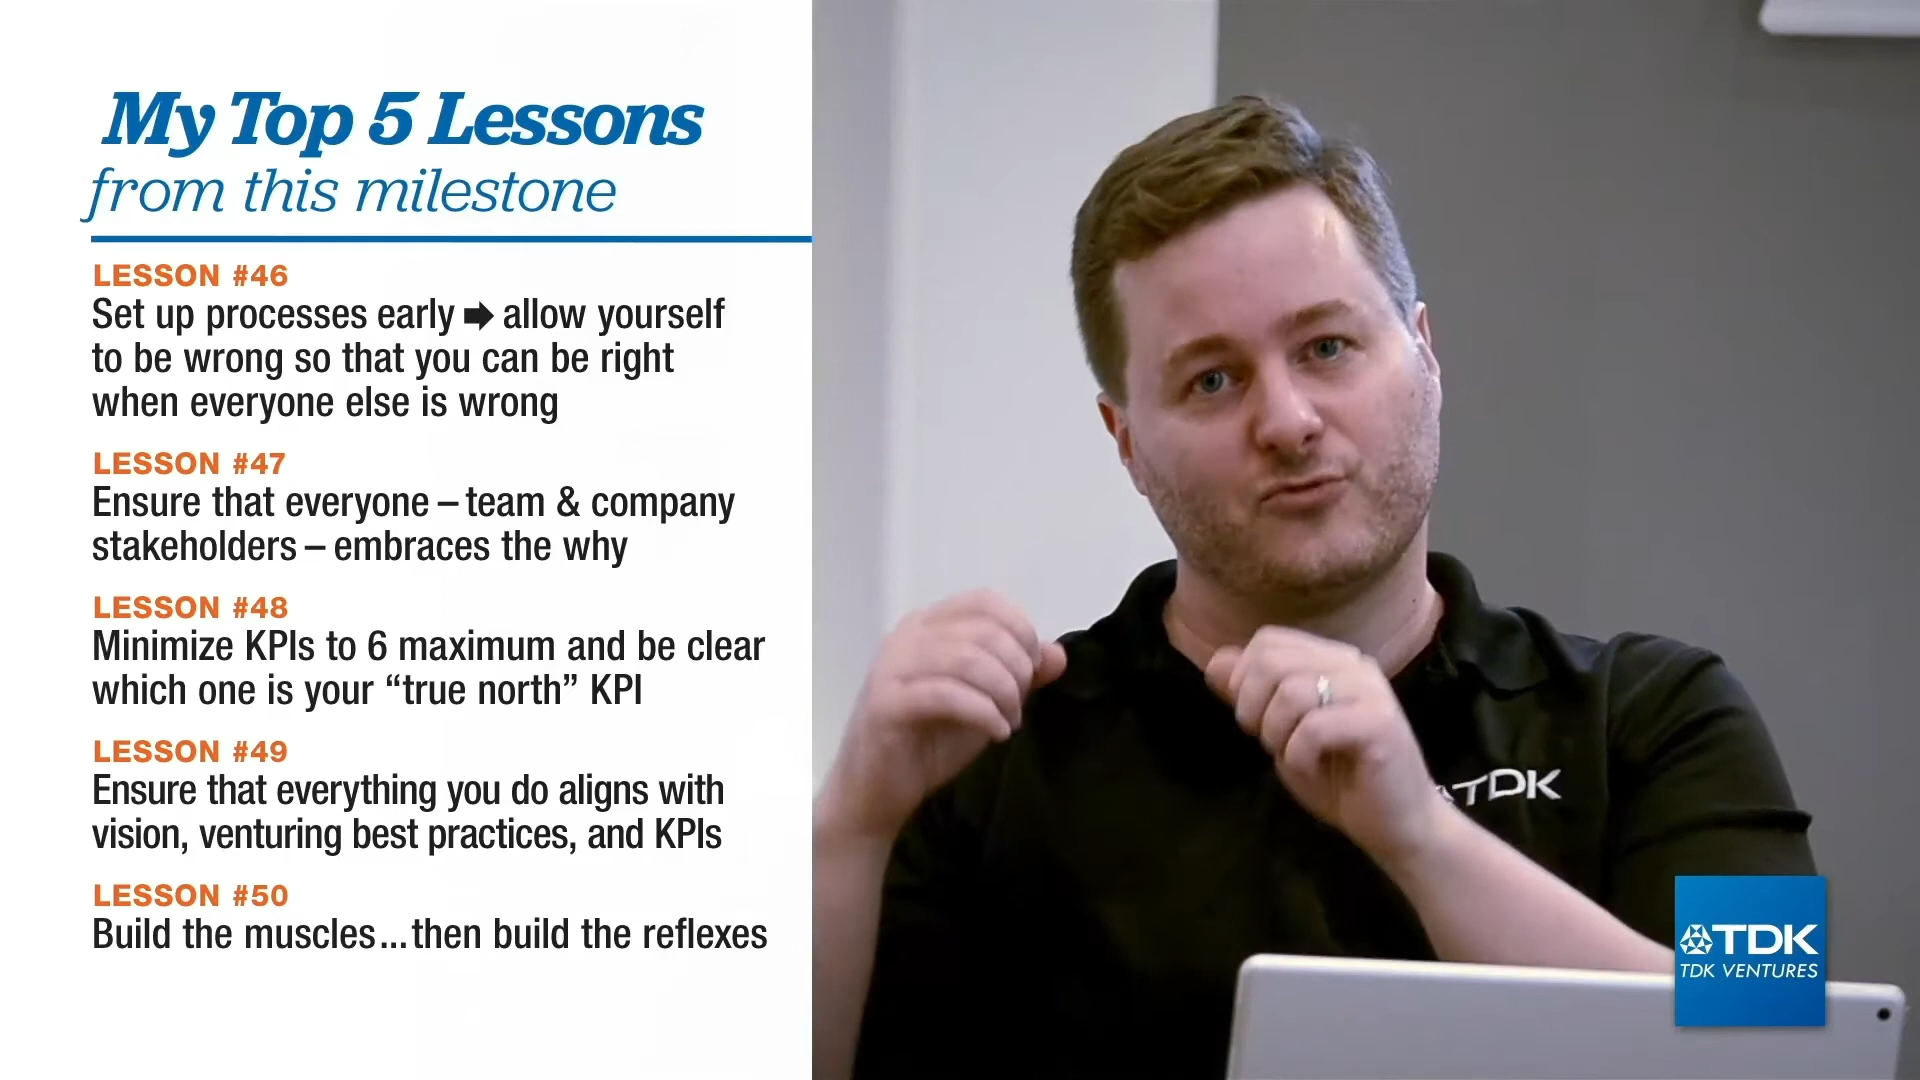 My Top 5 Lessons
from this milestone
LESSON #46
Set up processes early ➡ allow yourself
to be wrong so that you can be right
when everyone else is wrong
LESSON #47
Ensure that everyone – team & company
stakeholders – embraces the why
LESSON #48
Minimize KPIs to 6 maximum and be clear
which one is your “true north” KPI
LESSON #49
Ensure that everything you do aligns with
vision, venturing best practices, and KPIs
LESSON #50
Build the muscles...then build the reflexes
TDK
TDK
TDK VENTURES